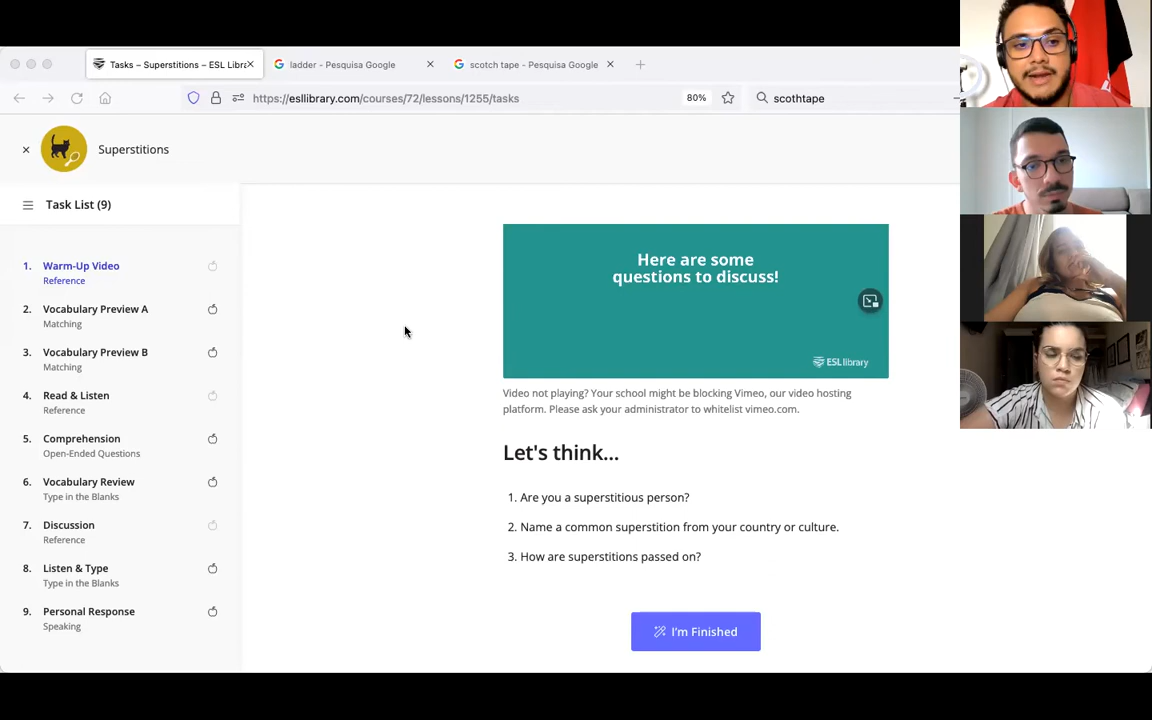 Tasks – Superstitions – ESL Libra
ladder - Pesquisa Google
scotch tape - Pesquisa Google
https://esllibrary.com/courses/72/lessons/1255/tasks
80%
scothtape
Superstitions
Task List (9)
1. Warm-Up Video
Reference
2. Vocabulary Preview A
Matching
3. Vocabulary Preview B
Matching
4. Read & Listen
Reference
5. Comprehension
Open-Ended Questions
6. Vocabulary Review
Type in the Blanks
7. Discussion
Reference
8. Listen & Type
Type in the Blanks
9. Personal Response
Speaking
Here are some
questions to discuss!
ESL library
Video not playing? Your school might be blocking Vimeo, our video hosting
platform. Please ask your administrator to whitelist vimeo.com.
Let's think...
1. Are you a superstitious person?
2. Name a common superstition from your country or culture.
3. How are superstitions passed on?
I'm Finished